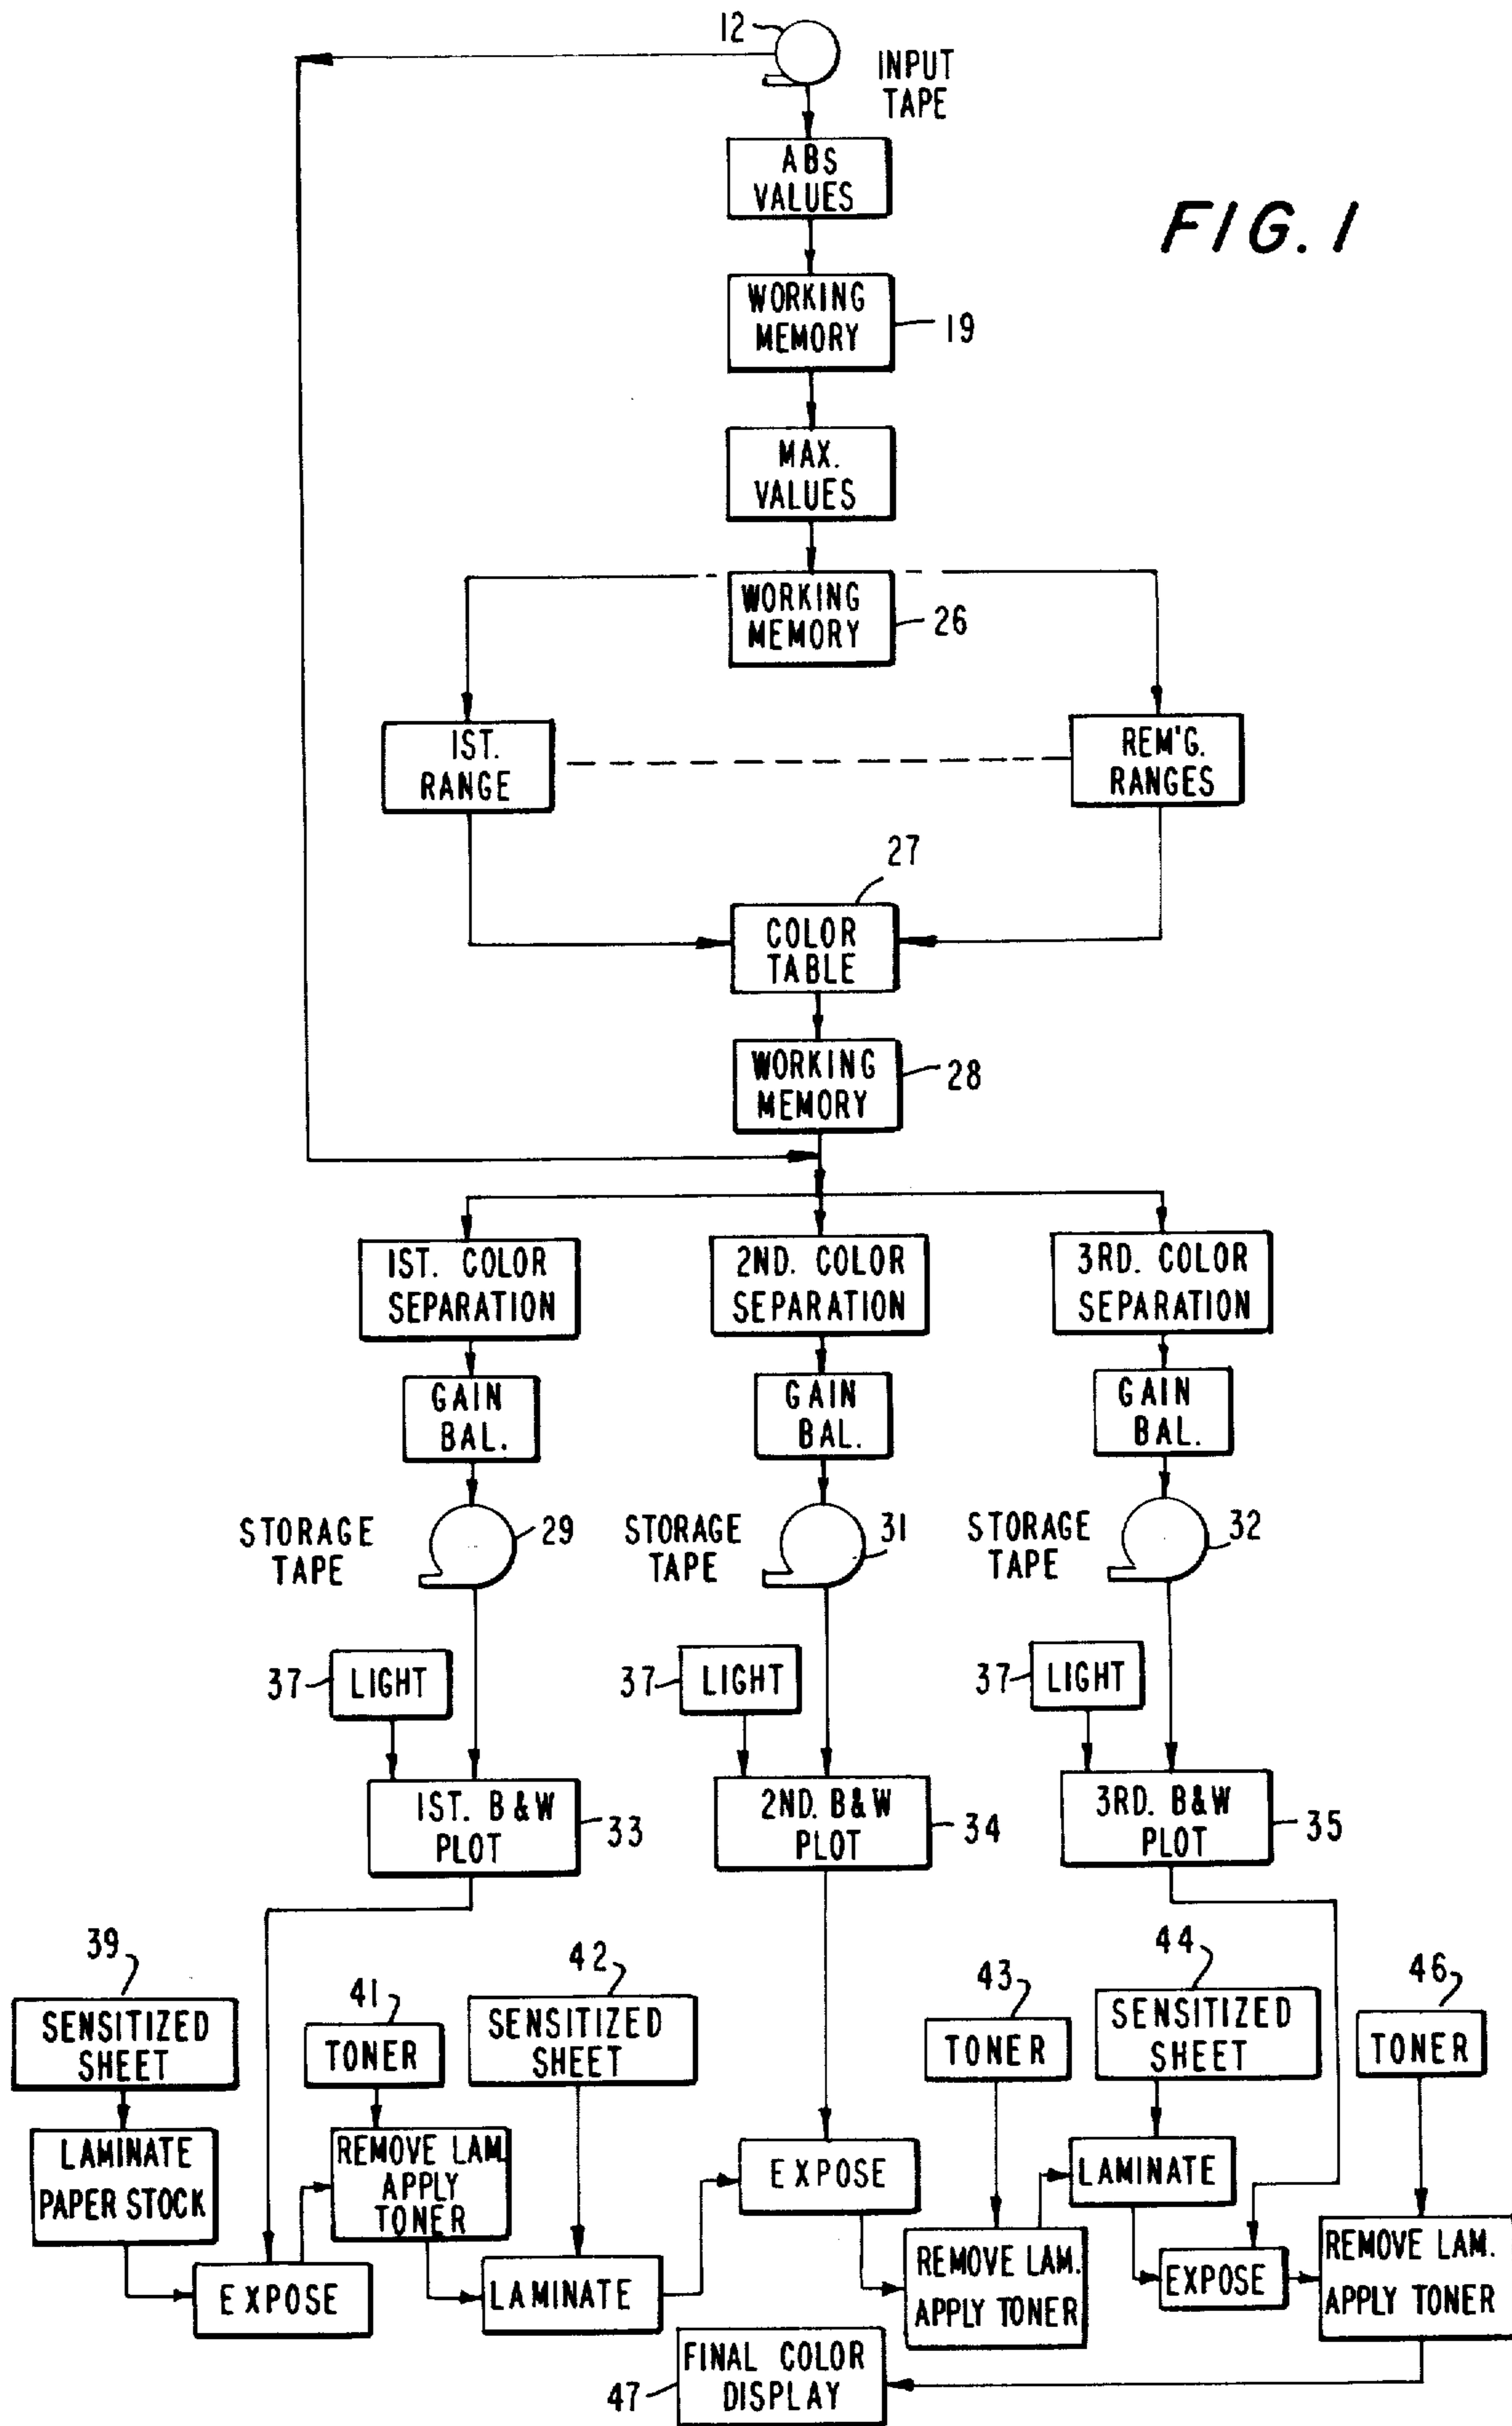 12
INPUT
TAPE
ABS
VALUES
FIG. 1
WORKING
MEMORY
19
MAX.
VALUES
WORKING
MEMORY
26
1ST.
RANGE
REM'G.
RANGES
27
COLOR
TABLE
WORKING
MEMORY
28
1ST. COLOR
SEPARATION
2ND. COLOR
SEPARATION
3RD. COLOR
SEPARATION
GAIN
BAL.
GAIN
BAL.
GAIN
BAL.
STORAGE
TAPE
29
STORAGE
TAPE
31
STORAGE
TAPE
32
37
LIGHT
37
LIGHT
37
LIGHT
1ST. B&W
PLOT
33
2ND. B&W
PLOT
34
3RD. B&W
PLOT
35
39
SENSITIZED
SHEET
41
TONER
42
SENSITIZED
SHEET
43
TONER
44
SENSITIZED
SHEET
46
TONER
LAMINATE
PAPER STOCK
REMOVE LAM.
APPLY
TONER
EXPOSE
LAMINATE
EXPOSE
REMOVE LAM.
APPLY TONER
LAMINATE
EXPOSE
REMOVE LAM.
APPLY TONER
47
FINAL COLOR
DISPLAY